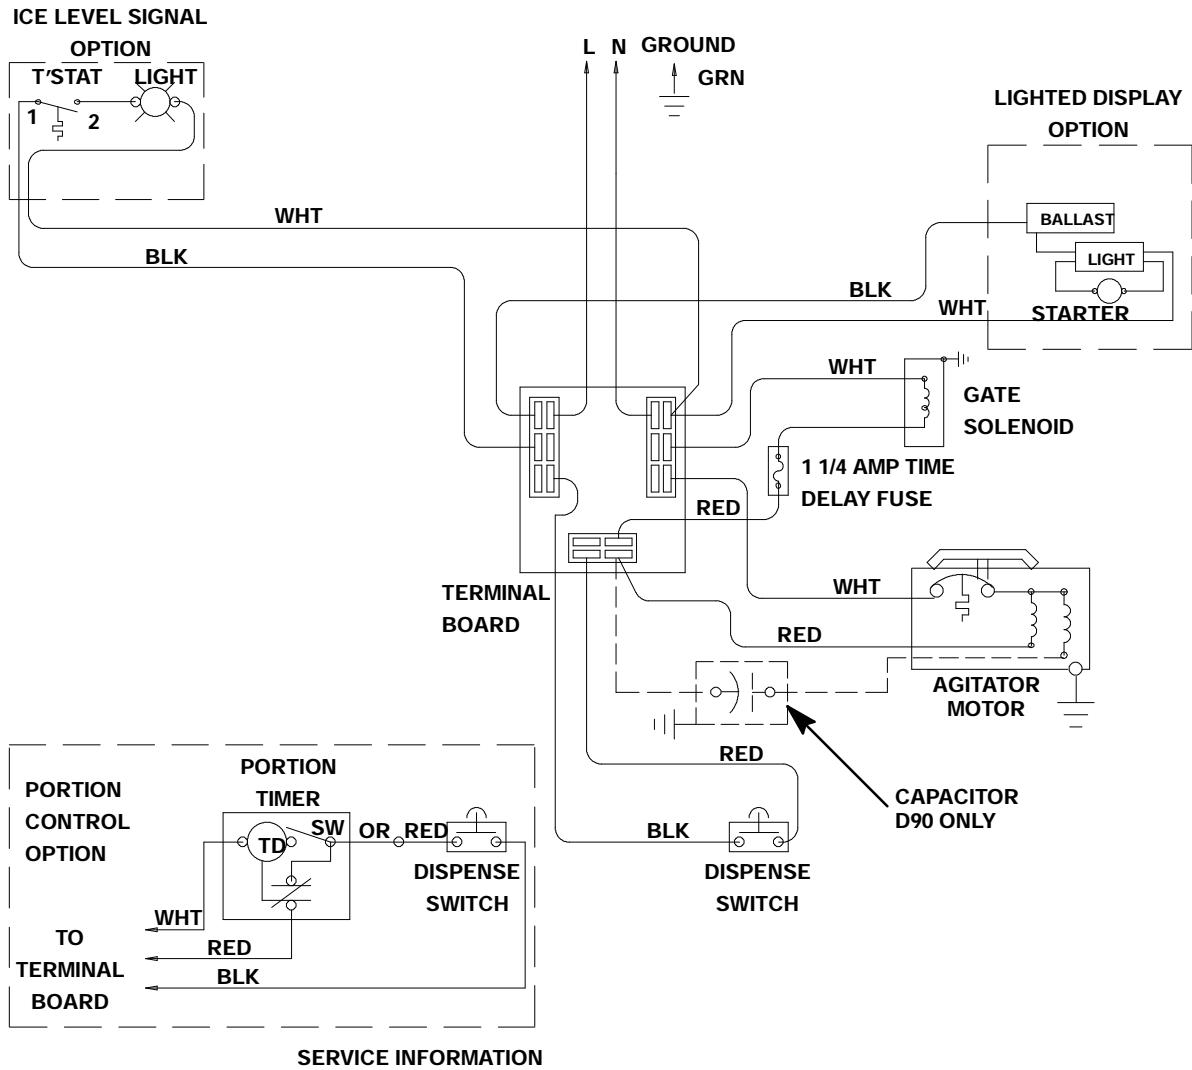 ICE LEVEL SIGNAL
OPTION
T'STAT
LIGHT
1
2
L
N
GROUND
GRN
LIGHTED DISPLAY
OPTION
BALLAST
LIGHT
STARTER
WHT
BLK
BLK
WHT
WHT
GATE
SOLENOID
1 1/4 AMP TIME
DELAY FUSE
RED
TERMINAL
BOARD
WHT
RED
AGITATOR
MOTOR
CAPACITOR
D90 ONLY
RED
BLK
DISPENSE
SWITCH
PORTION
CONTROL
OPTION
PORTION
TIMER
TD
SW
OR
RED
DISPENSE
SWITCH
WHT
RED
BLK
TO
TERMINAL
BOARD
SERVICE INFORMATION